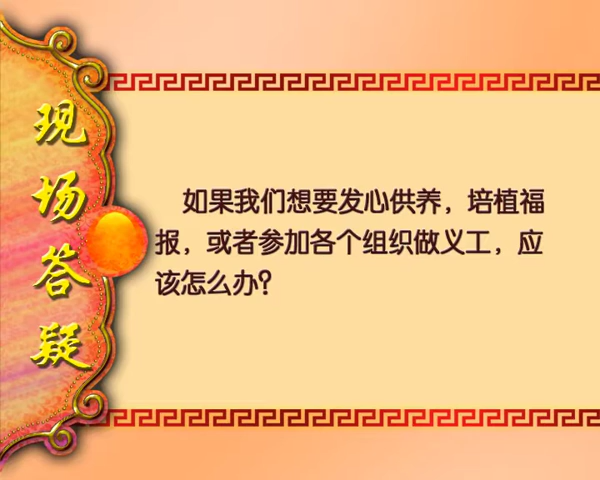 现场答疑
如果我们想要发心供养，培植福
报，或者参加各个组织做义工，应
该怎么办？